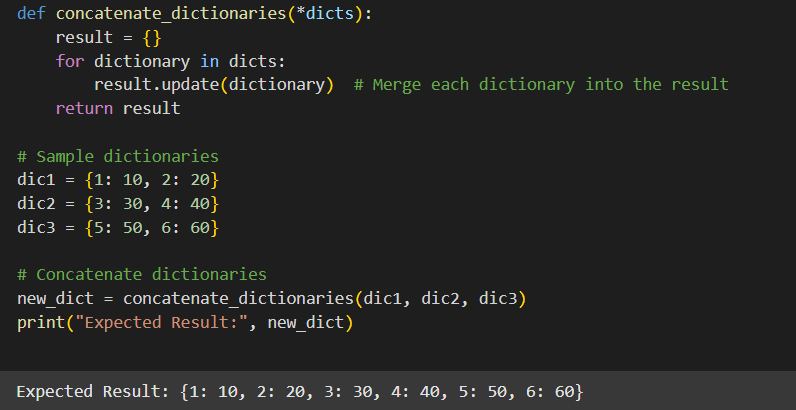 def concatenate_dictionaries(*dicts):
    result = {}
    for dictionary in dicts:
        result.update(dictionary)  # Merge each dictionary into the result
    return result

# Sample dictionaries
dic1 = {1: 10, 2: 20}
dic2 = {3: 30, 4: 40}
dic3 = {5: 50, 6: 60}

# Concatenate dictionaries
new_dict = concatenate_dictionaries(dic1, dic2, dic3)
print("Expected Result:", new_dict)

Expected Result: {1: 10, 2: 20, 3: 30, 4: 40, 5: 50, 6: 60}